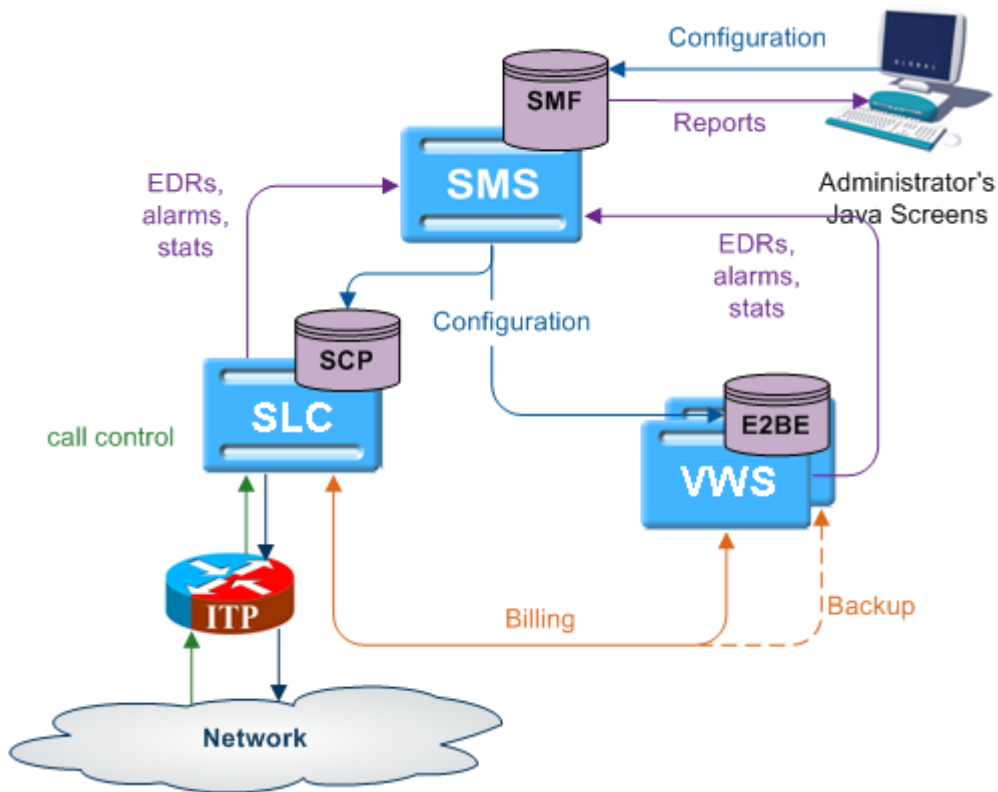 Configuration
SMF
Reports
SMS
Administrator's
Java Screens
EDRs,
alarms,
stats
EDRs,
alarms,
stats
Configuration
SCP
SLC
E2BE
VWS
call control
ITP
Billing
Backup
Network